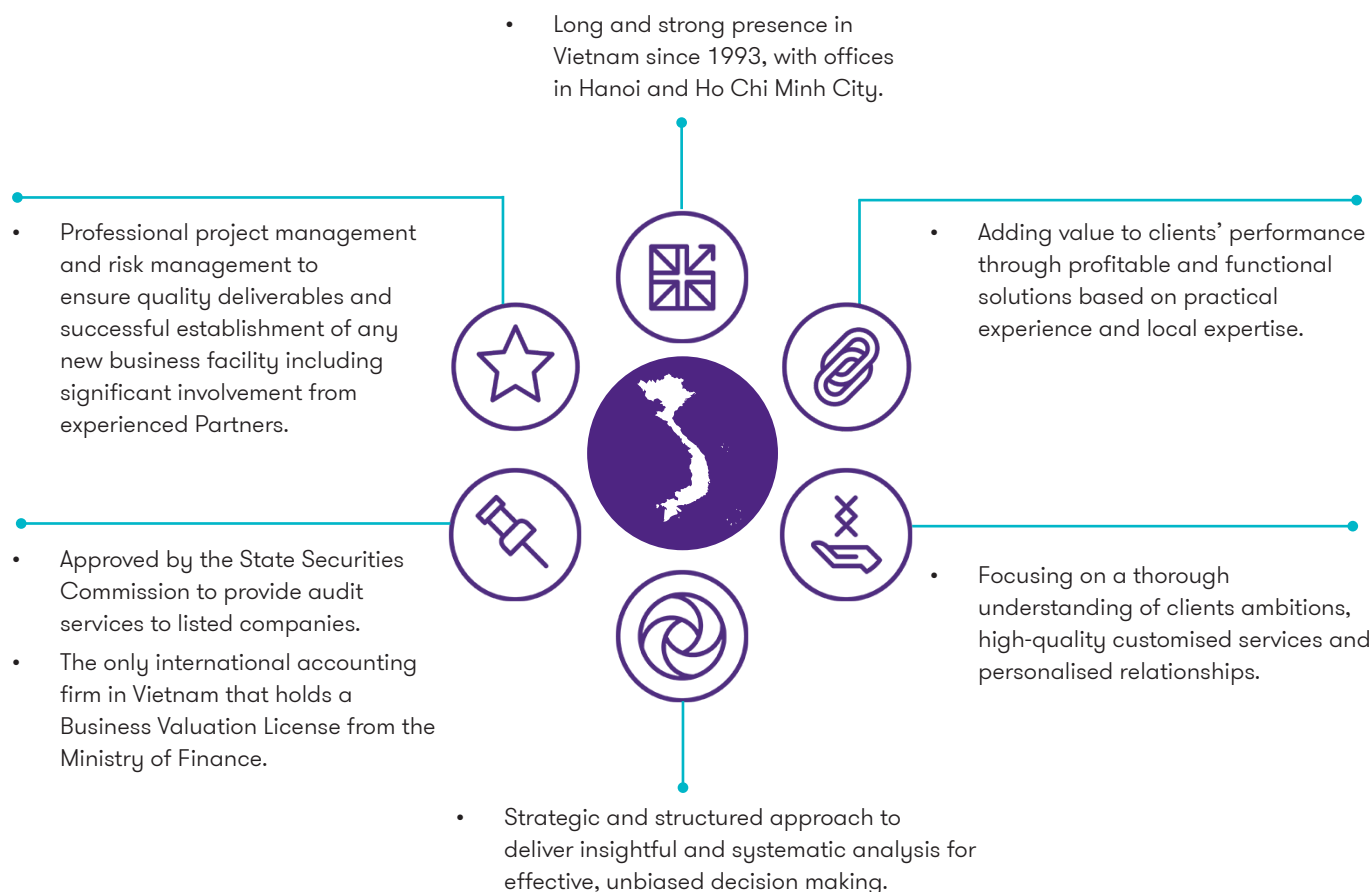 • Long and strong presence in
Vietnam since 1993, with offices
in Hanoi and Ho Chi Minh City.
• Professional project management
and risk management to
ensure quality deliverables and
successful establishment of any
new business facility including
significant involvement from
experienced Partners.
• Adding value to clients’ performance
through profitable and functional
solutions based on practical
experience and local expertise.
• Approved by the State Securities
Commission to provide audit
services to listed companies.
• The only international accounting
firm in Vietnam that holds a
Business Valuation License from the
Ministry of Finance.
• Focusing on a thorough
understanding of clients ambitions,
high-quality customised services and
personalised relationships.
• Strategic and structured approach to
deliver insightful and systematic analysis for
effective, unbiased decision making.